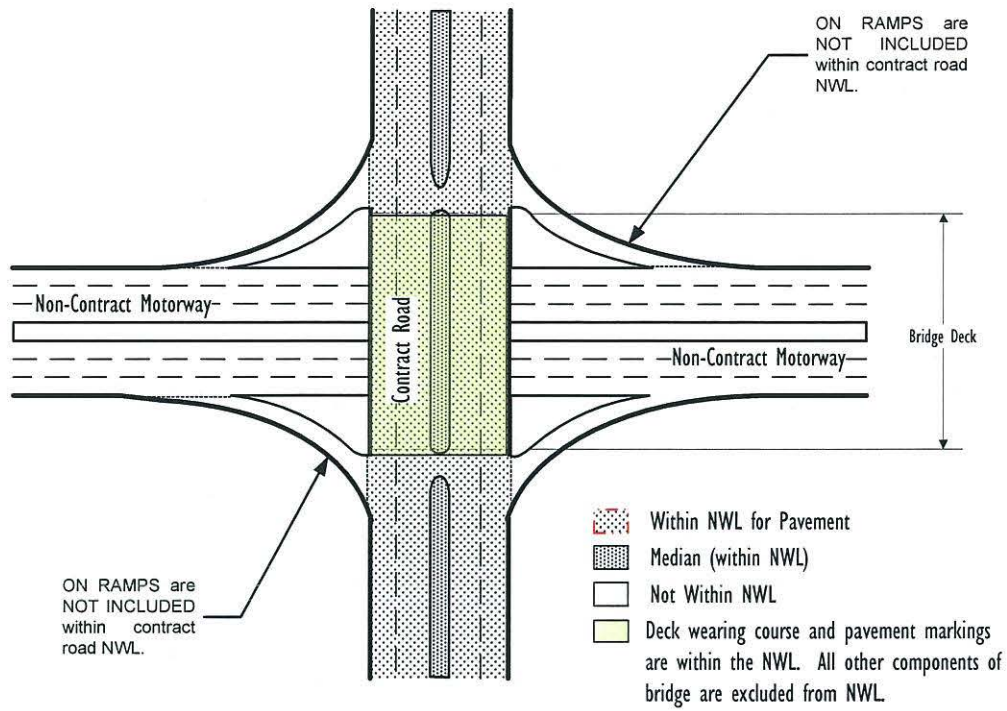 ON RAMPS are
NOT INCLUDED
within contract road
NWL.
Non-Contract Motorway
Contract Road
Non-Contract Motorway
Bridge Deck
ON RAMPS are
NOT INCLUDED
within contract
road NWL.
Within NWL for Pavement
Median (within NWL)
Not Within NWL
Deck wearing course and pavement markings
are within the NWL. All other components of
bridge are excluded from NWL.